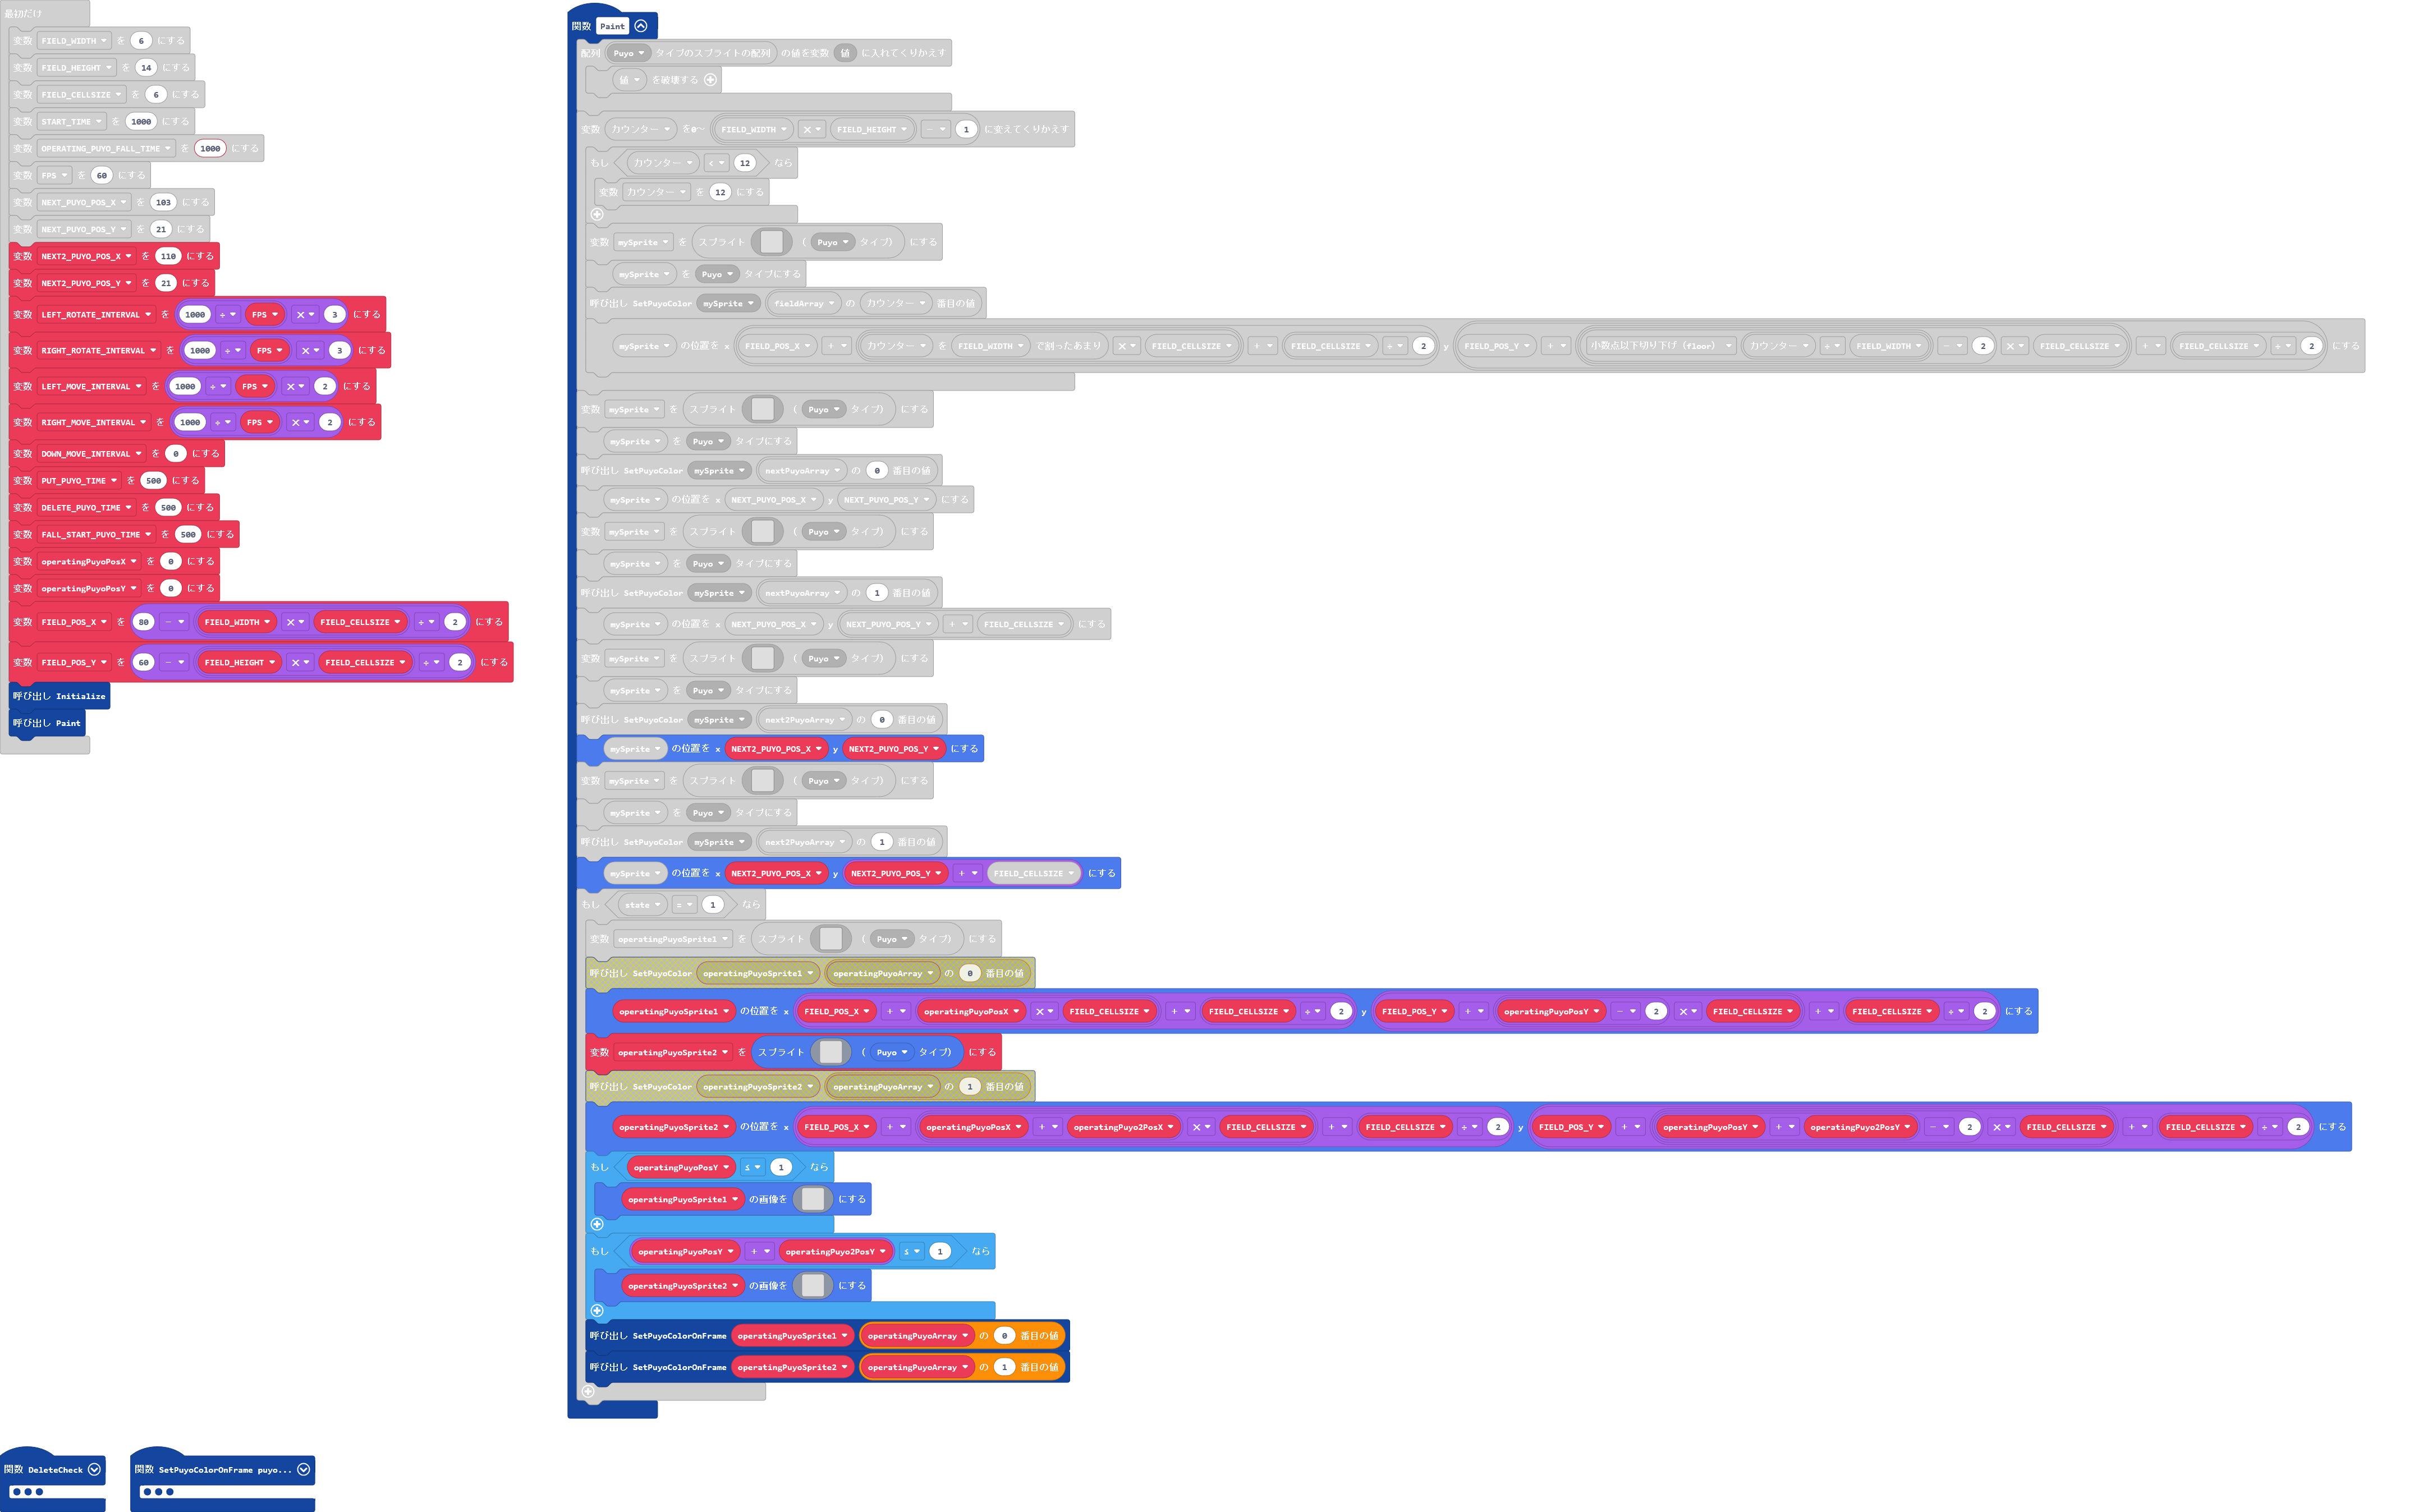 最初だけ
変数 FIELD_WIDTH を 6 にする
変数 FIELD_HEIGHT を 14 にする
変数 FIELD_CELLSIZE を 6 にする
変数 START_TIME を 1000 にする
変数 OPERATING_PUYO_FALL_TIME を 1000 にする
変数 FPS を 60 にする
変数 NEXT_PUYO_POS_X を 103 にする
変数 NEXT_PUYO_POS_Y を 21 にする
変数 NEXT2_PUYO_POS_X を 110 にする
変数 NEXT2_PUYO_POS_Y を 21 にする
変数 LEFT_ROTATE_INTERVAL を 1000 ÷ FPS × 3 にする
変数 RIGHT_ROTATE_INTERVAL を 1000 ÷ FPS × 3 にする
変数 LEFT_MOVE_INTERVAL を 1000 ÷ FPS × 2 にする
変数 RIGHT_MOVE_INTERVAL を 1000 ÷ FPS × 2 にする
変数 DOWN_MOVE_INTERVAL を 0 にする
変数 PUT_PUYO_TIME を 500 にする
変数 DELETE_PUYO_TIME を 500 にする
変数 FALL_START_PUYO_TIME を 500 にする
変数 operatingPuyoPosX を 0 にする
変数 operatingPuyoPosY を 0 にする
変数 FIELD_POS_X を 80 - FIELD_WIDTH × FIELD_CELLSIZE ÷ 2 にする
変数 FIELD_POS_Y を 60 - FIELD_HEIGHT × FIELD_CELLSIZE ÷ 2 にする
呼び出し Initialize
呼び出し Paint
関数 Paint
配列 Puyo タイプのスプライトの配列 の値を変数 値 に入れてくりかえす
値 を破壊する
変数 カウンター を0～ FIELD_WIDTH × FIELD_HEIGHT - 1 に変えてくりかえす
もし カウンター < 12 なら
変数 カウンター を 12 にする
変数 mySprite を スプライト ( Puyo タイプ) にする
mySprite を Puyo タイプにする
呼び出し SetPuyoColor mySprite fieldArray の カウンター 番目の値
mySprite の位置を x FIELD_POS_X + カウンター を FIELD_WIDTH で割ったあまり × FIELD_CELLSIZE + FIELD_CELLSIZE ÷ 2 y FIELD_POS_Y + 小数点以下切り下げ (floor) カウンター ÷ FIELD_WIDTH - 2 × FIELD_CELLSIZE + FIELD_CELLSIZE ÷ 2 にする
変数 mySprite を スプライト ( Puyo タイプ) にする
mySprite を Puyo タイプにする
呼び出し SetPuyoColor mySprite nextPuyoArray の 0 番目の値
mySprite の位置を x NEXT_PUYO_POS_X y NEXT_PUYO_POS_Y にする
変数 mySprite を スプライト ( Puyo タイプ) にする
mySprite を Puyo タイプにする
呼び出し SetPuyoColor mySprite nextPuyoArray の 1 番目の値
mySprite の位置を x NEXT_PUYO_POS_X y NEXT_PUYO_POS_Y + FIELD_CELLSIZE にする
変数 mySprite を スプライト ( Puyo タイプ) にする
mySprite を Puyo タイプにする
呼び出し SetPuyoColor mySprite next2PuyoArray の 0 番目の値
mySprite の位置を x NEXT2_PUYO_POS_X y NEXT2_PUYO_POS_Y にする
変数 mySprite を スプライト ( Puyo タイプ) にする
mySprite を Puyo タイプにする
呼び出し SetPuyoColor mySprite next2PuyoArray の 1 番目の値
mySprite の位置を x NEXT2_PUYO_POS_X y NEXT2_PUYO_POS_Y + FIELD_CELLSIZE にする
もし state = 1 なら
変数 operatingPuyoSprite1 を スプライト ( Puyo タイプ) にする
呼び出し SetPuyoColor operatingPuyoSprite1 operatingPuyoArray の 0 番目の値
operatingPuyoSprite1 の位置を x FIELD_POS_X + operatingPuyoPosX × FIELD_CELLSIZE + FIELD_CELLSIZE ÷ 2 y FIELD_POS_Y + operatingPuyoPosY - 2 × FIELD_CELLSIZE + FIELD_CELLSIZE ÷ 2 にする
変数 operatingPuyoSprite2 を スプライト ( Puyo タイプ) にする
呼び出し SetPuyoColor operatingPuyoSprite2 operatingPuyoArray の 1 番目の値
operatingPuyoSprite2 の位置を x FIELD_POS_X + operatingPuyoPosX + operatingPuyo2PosX × FIELD_CELLSIZE + FIELD_CELLSIZE ÷ 2 y FIELD_POS_Y + operatingPuyoPosY + operatingPuyo2PosY - 2 × FIELD_CELLSIZE + FIELD_CELLSIZE ÷ 2 にする
もし operatingPuyoPosY ≤ 1 なら
operatingPuyoSprite1 の画像を にする
もし operatingPuyoPosY + operatingPuyo2PosY ≤ 1 なら
operatingPuyoSprite2 の画像を にする
呼び出し SetPuyoColorOnFrame operatingPuyoSprite1 operatingPuyoArray の 0 番目の値
呼び出し SetPuyoColorOnFrame operatingPuyoSprite2 operatingPuyoArray の 1 番目の値
関数 DeleteCheck
関数 SetPuyoColorOnFrame puyo...